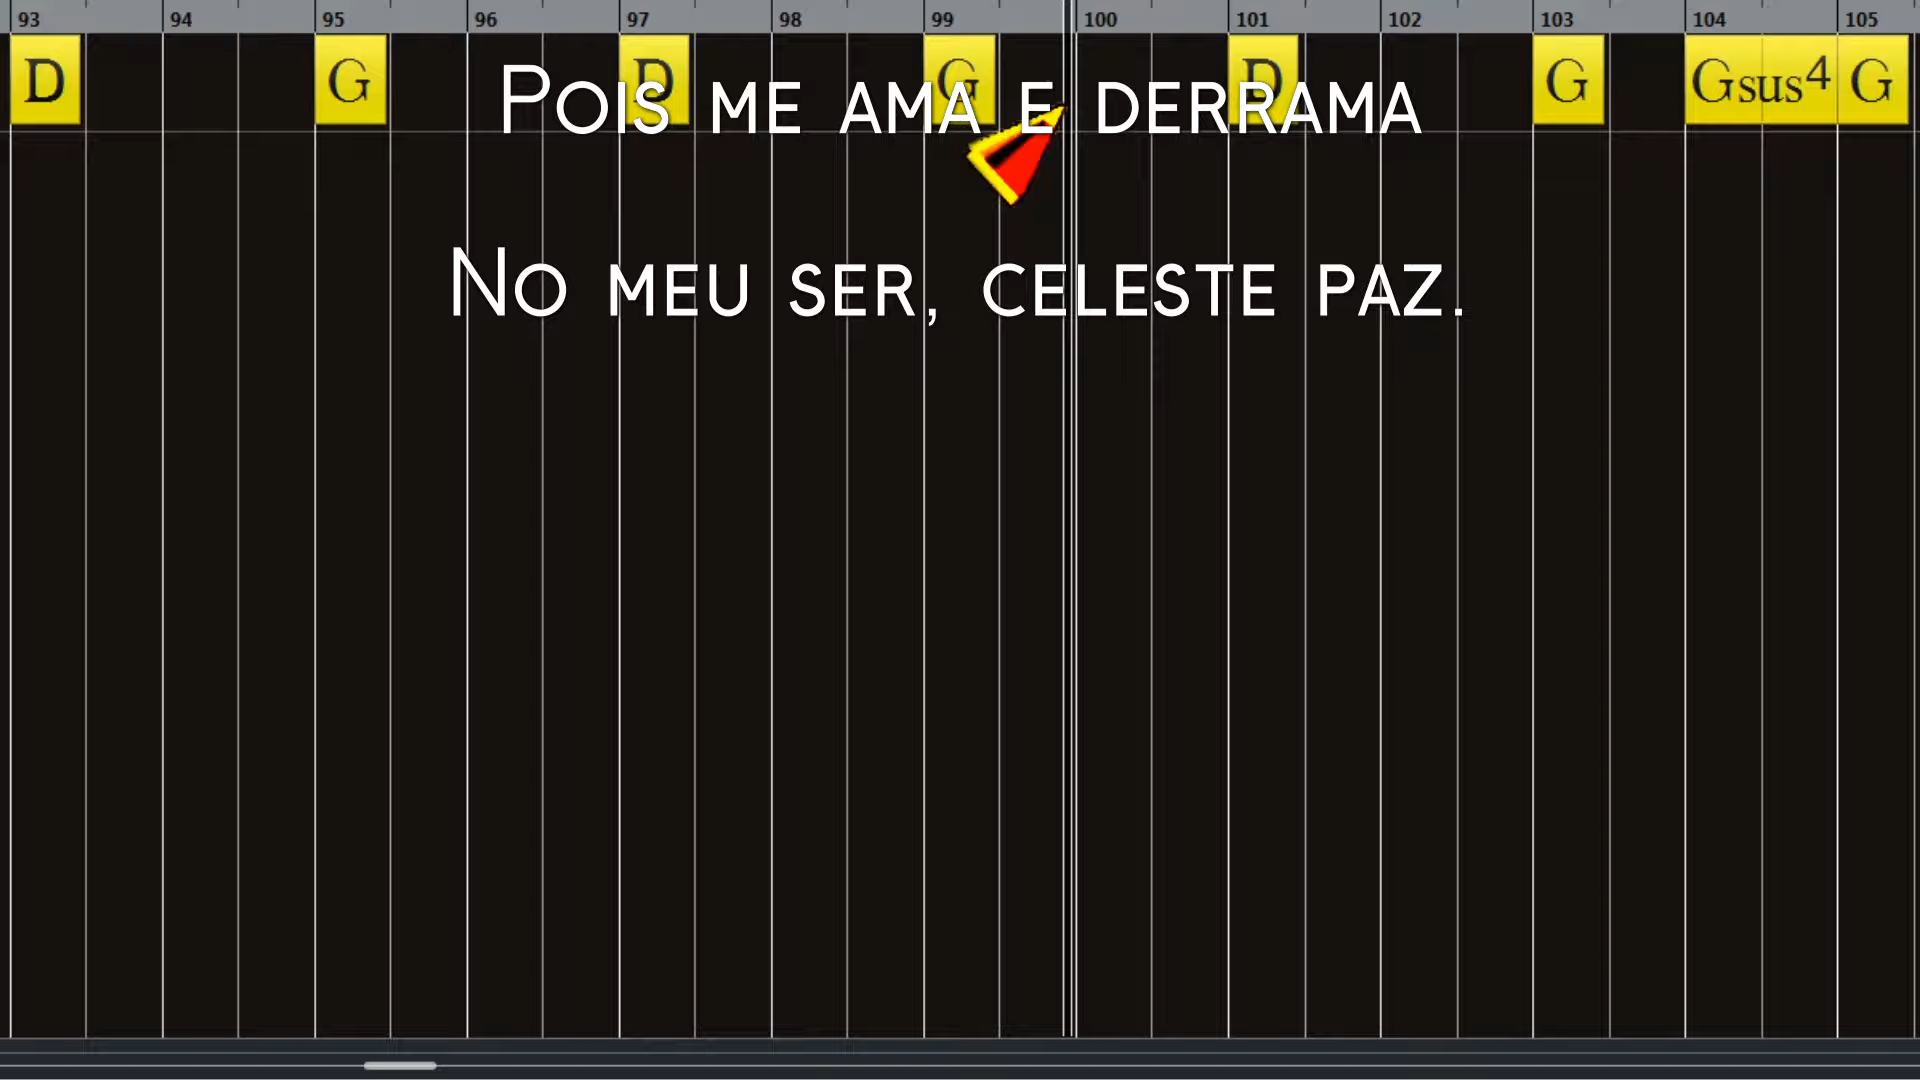 93 94 95 96 97 98 99 100 101 102 103 104 105
D G D G D G Gsus4 G
Pois me ama e derrama
No meu ser, celeste paz.